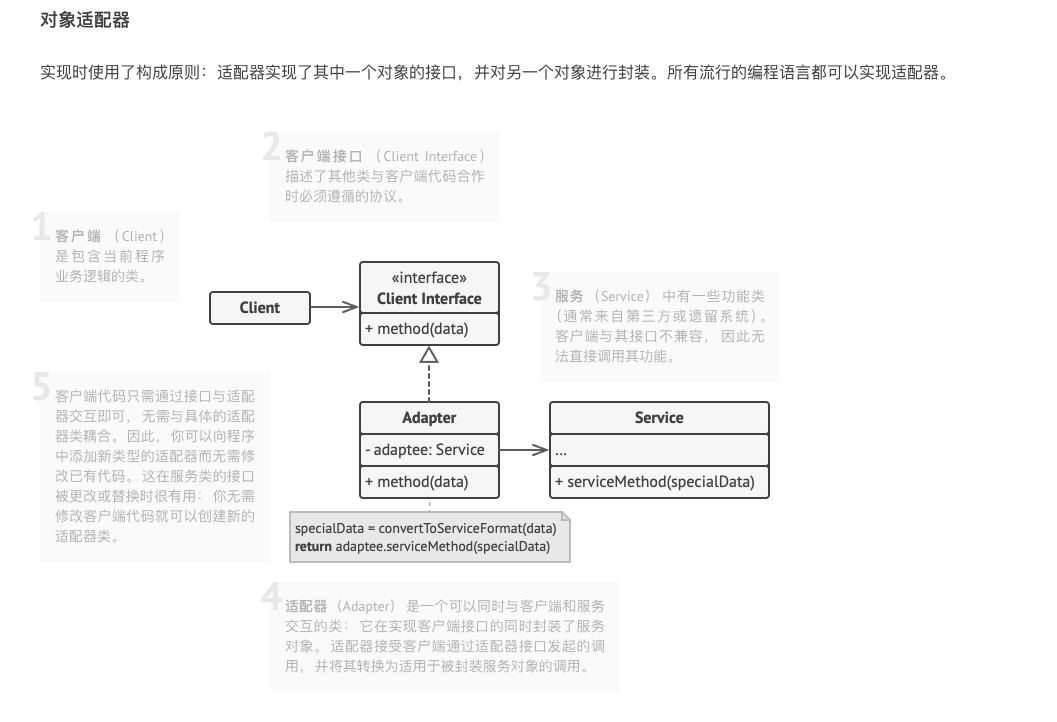 对象适配器
实现时使用了构成原则： 适配器实现了其中一个对象的接口， 并对另一个对象进行封装。 所有流行的编程语言都可以实现适配器。
2
客户端接口 （Client Interface）
描述了其他类与客户端代码合作
时必须遵循的协议。
1
客户端 （Client）
是包含当前程序
业务逻辑的类。
Client
«interface»
Client Interface
+ method(data)
3
服务 （Service） 中有一些功能类
（通常来自第三方或遗留系统）。
客户端与其接口不兼容， 因此无
法直接调用其功能。
5
客户端代码只需通过接口与适配
器交互即可， 无需与具体的适配
器类耦合。 因此， 你可以向程序
中添加新类型的适配器而无需修
改已有代码。 这在服务类的接口
被更改或替换时很有用： 你无需
修改客户端代码就可以创建新的
适配器类。
Adapter
- adaptee: Service
+ method(data)
Service
...
+ serviceMethod(specialData)
specialData = convertToServiceFormat(data)
return adaptee.serviceMethod(specialData)
4
适配器 （Adapter） 是一个可以同时与客户端和服务
交互的类： 它在实现客户端接口的同时封装了服务
对象。 适配器接受客户端通过适配器接口发起的调
用， 并将其转换为适用于被封装服务对象的调用。